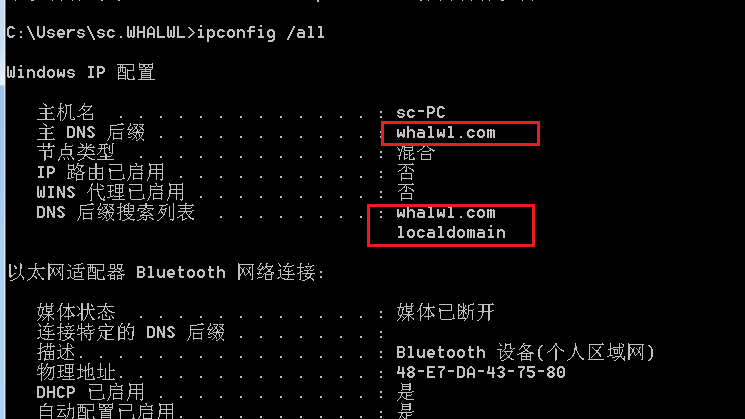 C:\Users\sc.WHALWL>ipconfig /all
Windows IP 配置
主机名 . . . . . . . . . . . . . : sc-PC
主 DNS 后缀 . . . . . . . . . . . : whalwl.com
节点类型 . . . . . . . . . . . . : 混合
IP 路由已启用 . . . . . . . . . . : 否
WINS 代理已启用 . . . . . . . . . : 否
DNS 后缀搜索列表 . . . . . . . . : whalwl.com
localdomain
以太网适配器 Bluetooth 网络连接:
媒体状态 . . . . . . . . . . . . : 媒体已断开
连接特定的 DNS 后缀 . . . . . . . :
描述. . . . . . . . . . . . . . . : Bluetooth 设备(个人区域网)
物理地址. . . . . . . . . . . . . : 48-E7-DA-43-75-80
DHCP 已启用 . . . . . . . . . . . : 是
自动配置已启用. . . . . . . . . . : 是